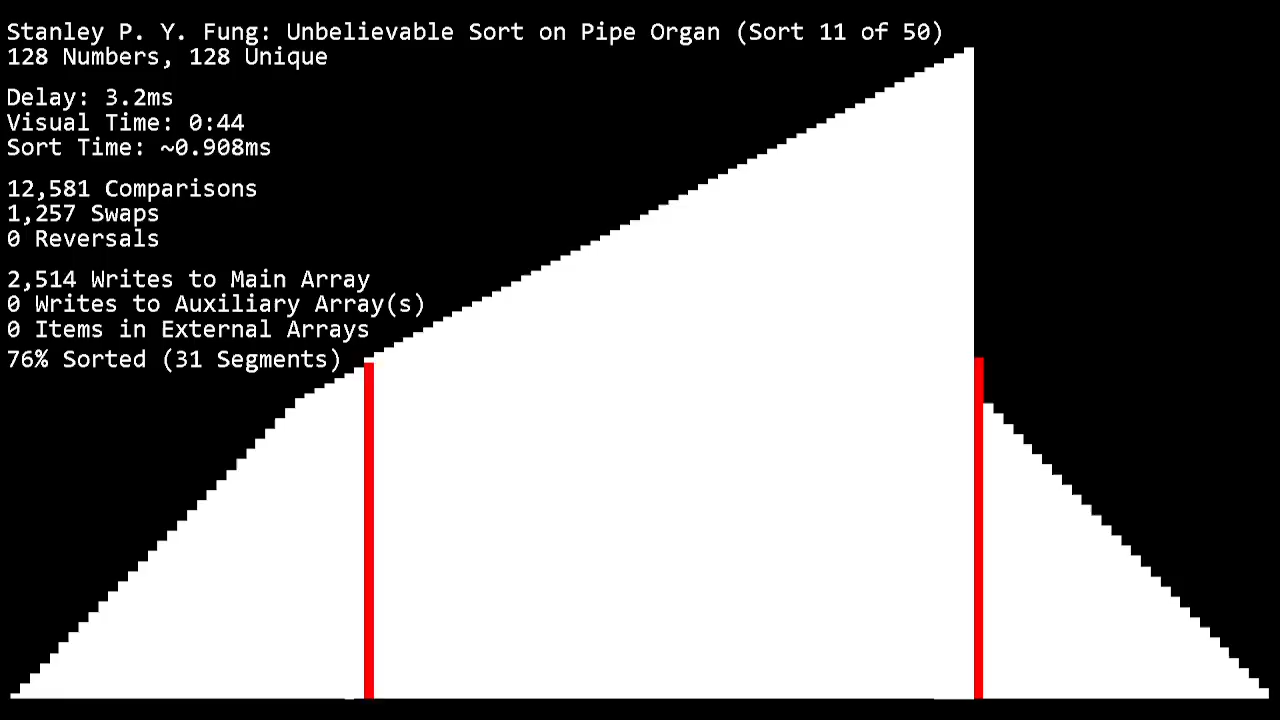 Stanley P. Y. Fung: Unbelievable Sort on Pipe Organ (Sort 11 of 50)
128 Numbers, 128 Unique
Delay: 3.2ms
Visual Time: 0:44
Sort Time: ~0.908ms
12,581 Comparisons
1,257 Swaps
0 Reversals
2,514 Writes to Main Array
0 Writes to Auxiliary Array(s)
0 Items in External Arrays
76% Sorted (31 Segments)